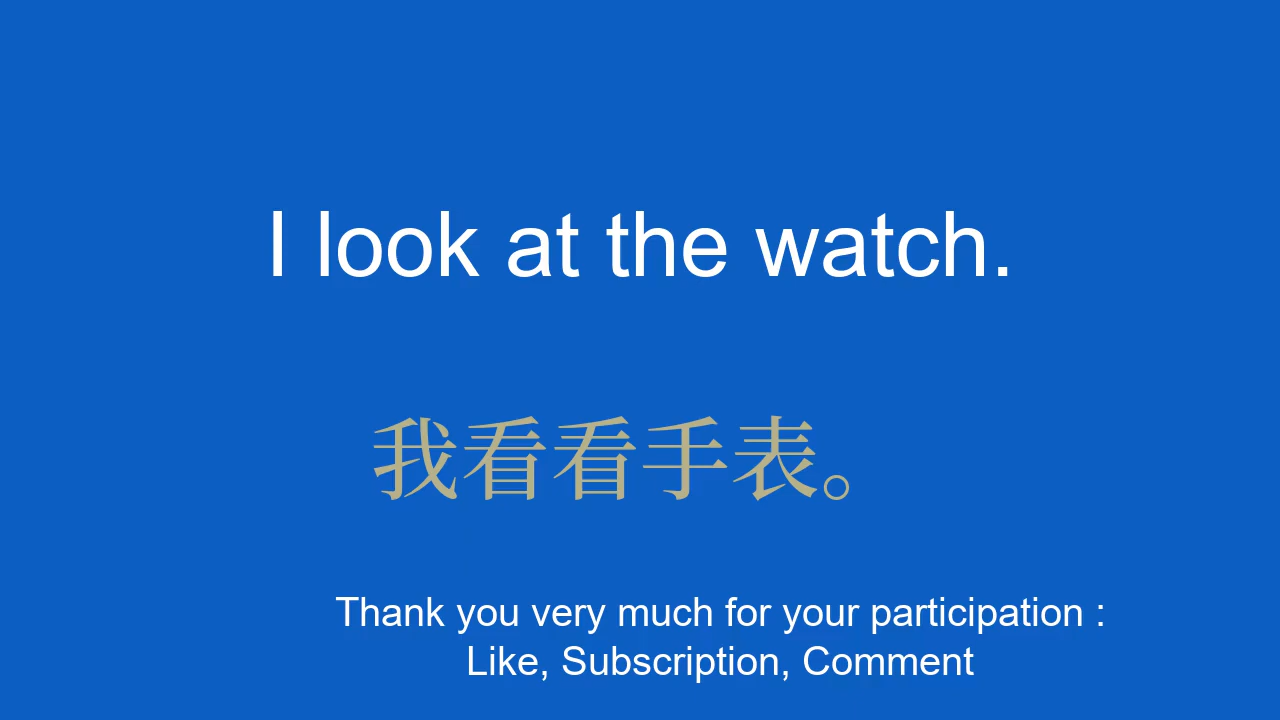 I look at the watch.
我看看手表。
Thank you very much for your participation :
Like, Subscription, Comment